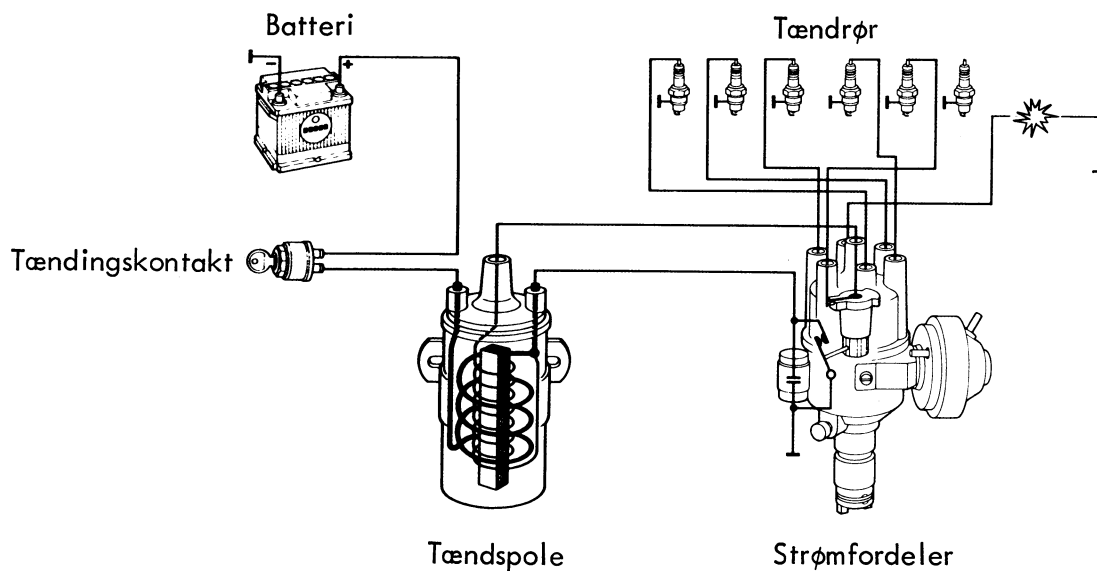 Batteri
Tændrør
Tændingskontakt
Tændspole
Strømfordeler